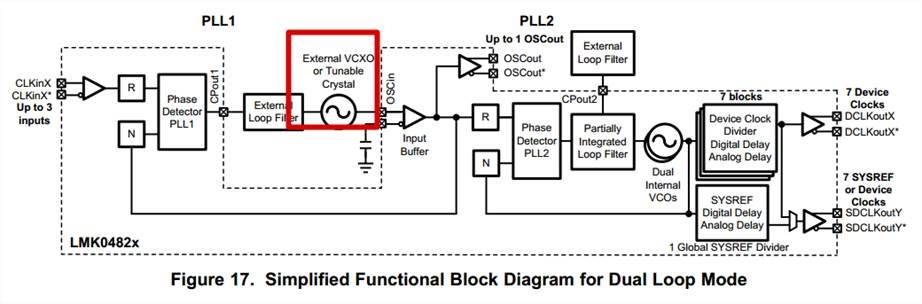 PLL1
PLL2
Up to 1 OSCout
External VCXO
or Tunable
Crystal
OSCout
OSCout*
External
Loop Filter
CLKinX
CLKinX*
Up to 3
inputs
R
N
Phase
Detector
PLL1
CPout1
External
Loop Filter
OSCin
Input
Buffer
R
N
Phase
Detector
PLL2
CPout2
Partially
Integrated
Loop Filter
Dual
Internal
VCOs
7 blocks
Device Clock
Divider
Digital Delay
Analog Delay
7 Device
Clocks
DCLKoutX
DCLKoutX*
SYSREF
Digital Delay
Analog Delay
1 Global SYSREF Divider
7 SYSREF
or Device
Clocks
SDCLKoutY
SDCLKoutY*
LMK0482x
Figure 17. Simplified Functional Block Diagram for Dual Loop Mode